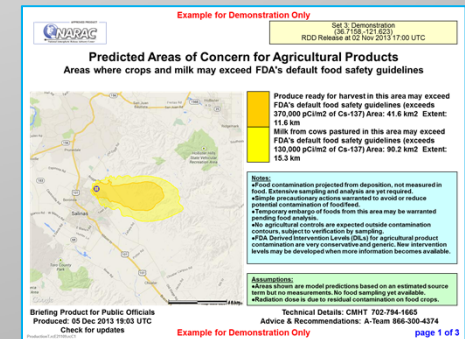 Example for Demonstration Only
NARAC
Set 3: Demonstration
(36.7158,-121.623)
RDD Release at 02 Nov 2013 17:00 UTC
Predicted Areas of Concern for Agricultural Products
Areas where crops and milk may exceed FDA's default food safety guidelines
Produce ready for harvest in this area may exceed
FDA's default food safety guidelines (exceeds
370,000 pCi/m2 of Cs-137) Area: 41.6 km2 Extent:
11.6 km
Milk from cows pastured in this area may exceed
FDA's default food safety guidelines (exceeds
130,000 pCi/m2 of Cs-137) Area: 90.2 km2 Extent:
15.3 km
Salinas
Notes:
●Food contamination projected from deposition, not measured in
food. Extensive sampling and analysis are yet required.
●Simple precautionary actions warranted to avoid or reduce
potential contamination of food/feed.
●Temporary embargo of foods from this area may be warranted
pending food analysis.
●No agricultural controls are expected outside contamination
contours, subject to verification by sampling.
●FDA Derived Intervention Levels (DILs) for agricultural product
contamination are very conservative and generic. New intervention
levels may be developed when more information becomes available.
Assumptions:
●Areas shown are model predictions based on an estimated source
term but no measurements. No food sampling yet available.
●Radiation dose is due to residual contamination on food crops.
Briefing Product for Public Officials
Produced: 05 Dec 2013 19:03 UTC
Check for updates
Technical Details: CMHT 702-794-1665
Advice & Recommendations: A-Team 866-300-4374
Example for Demonstration Only
page 1 of 3